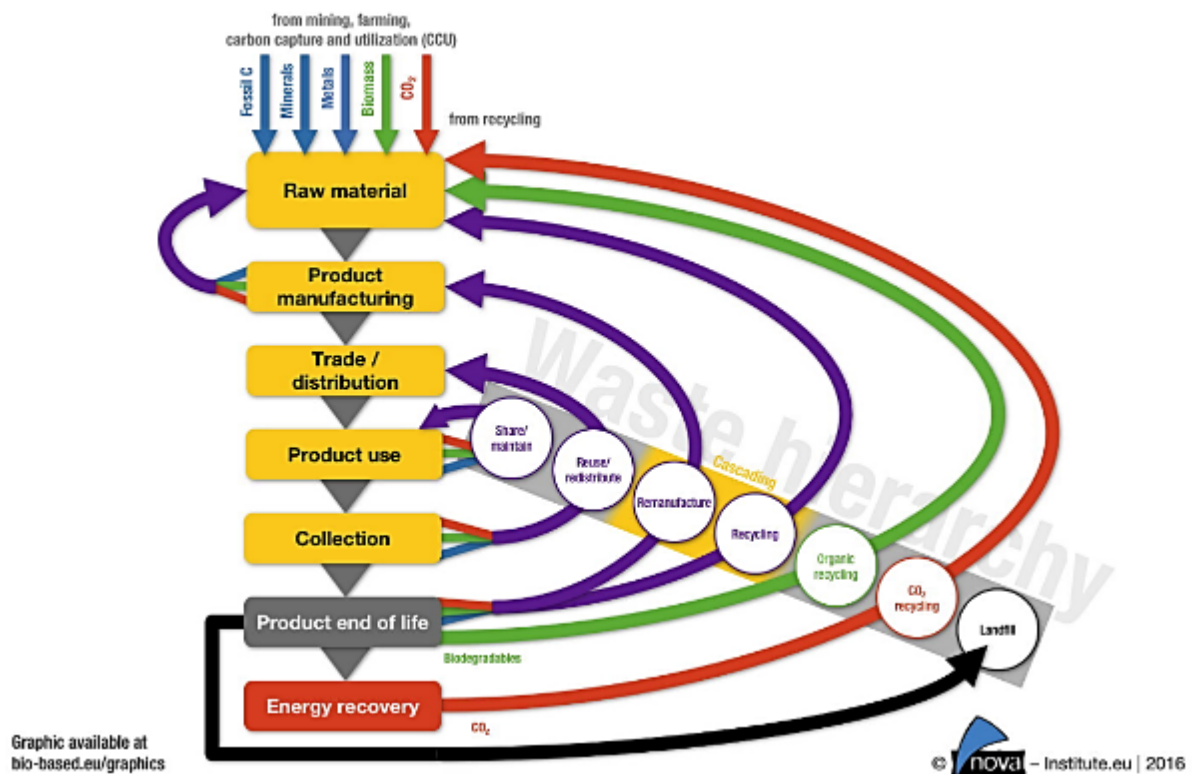 from mining, farming,
carbon capture and utilization (CCU)
Fossil C
Minerals
Metals
Biomass
CO₂
from recycling
Raw material
Product
manufacturing
Trade /
distribution
Product use
Collection
Product end of life
Energy recovery
Waste hierarchy
Cascading
Share/
maintain
Reuse/
redistribute
Remanufacture
Recycling
Organic
recycling
CO₂
recycling
Landfill
Biodegradables
CO₂
Graphic available at
bio-based.eu/graphics
© nova – Institute.eu | 2016